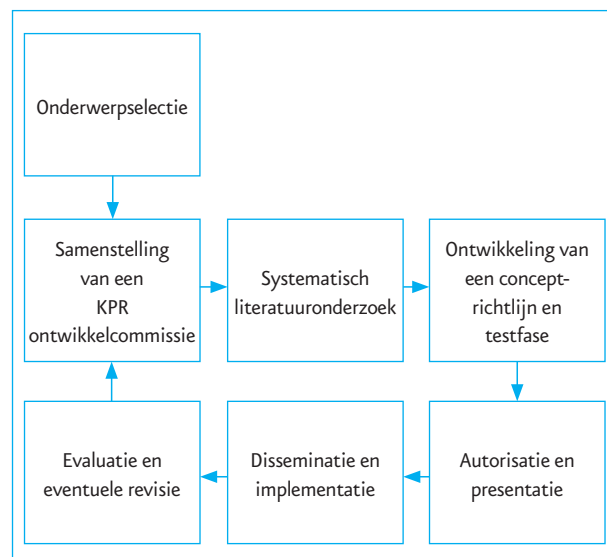 Onderwerpselectie
Samenstelling
van een
KPR
ontwikkelcommissie
Systematisch
literatuuronderzoek
Ontwikkeling van
een concept-
richtlijn en
testfase
Autorisatie en
presentatie
Disseminatie en
implementatie
Evaluatie en
eventuele revisie